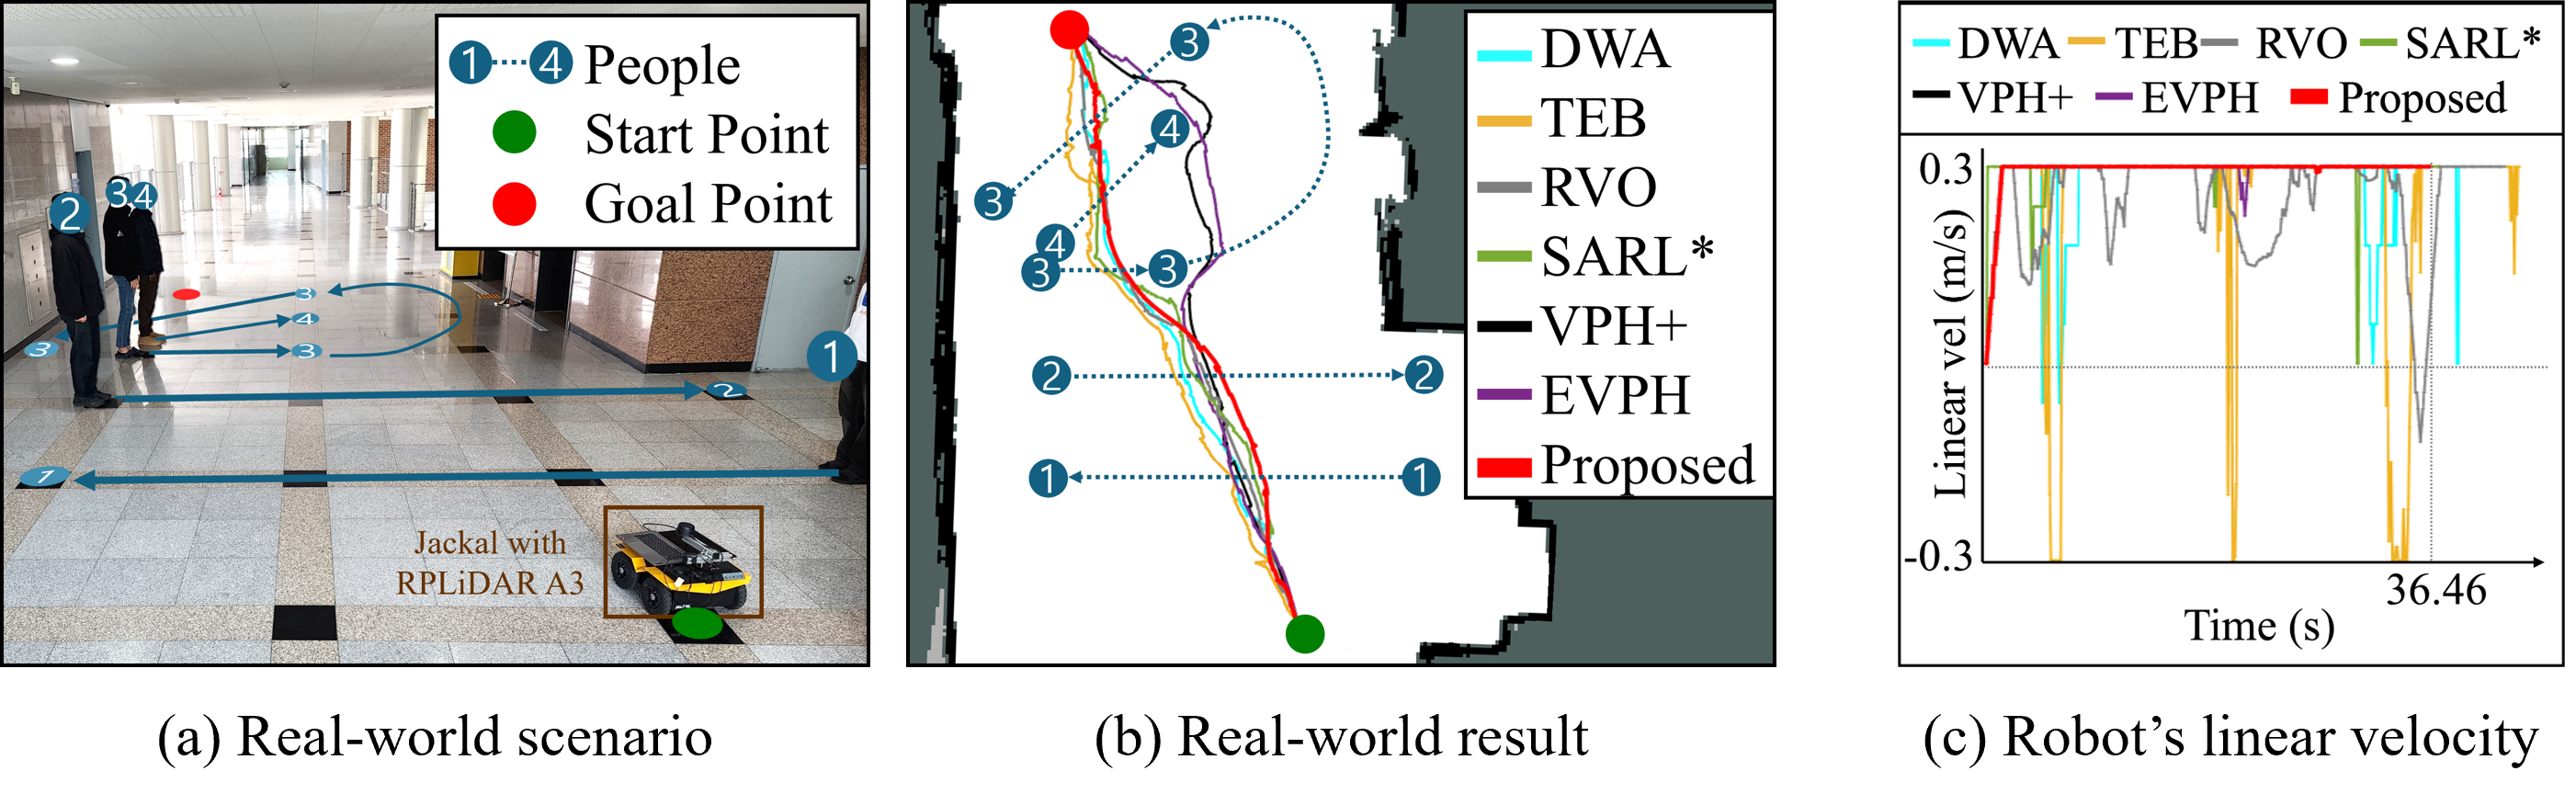 1 4 People
Start Point
Goal Point
2
3 4
3
4
3
3
1
2
1
Jackal with
RPLiDAR A3
(a) Real-world scenario
3
4
3
4
3
3
2
2
1
1
DWA
TEB
RVO
SARL*
VPH+
EVPH
Proposed
(b) Real-world result
DWA TEB RVO SARL*
VPH+ EVPH Proposed
0.3
Linear vel (m/s)
-0.3
36.46
Time (s)
(c) Robot's linear velocity